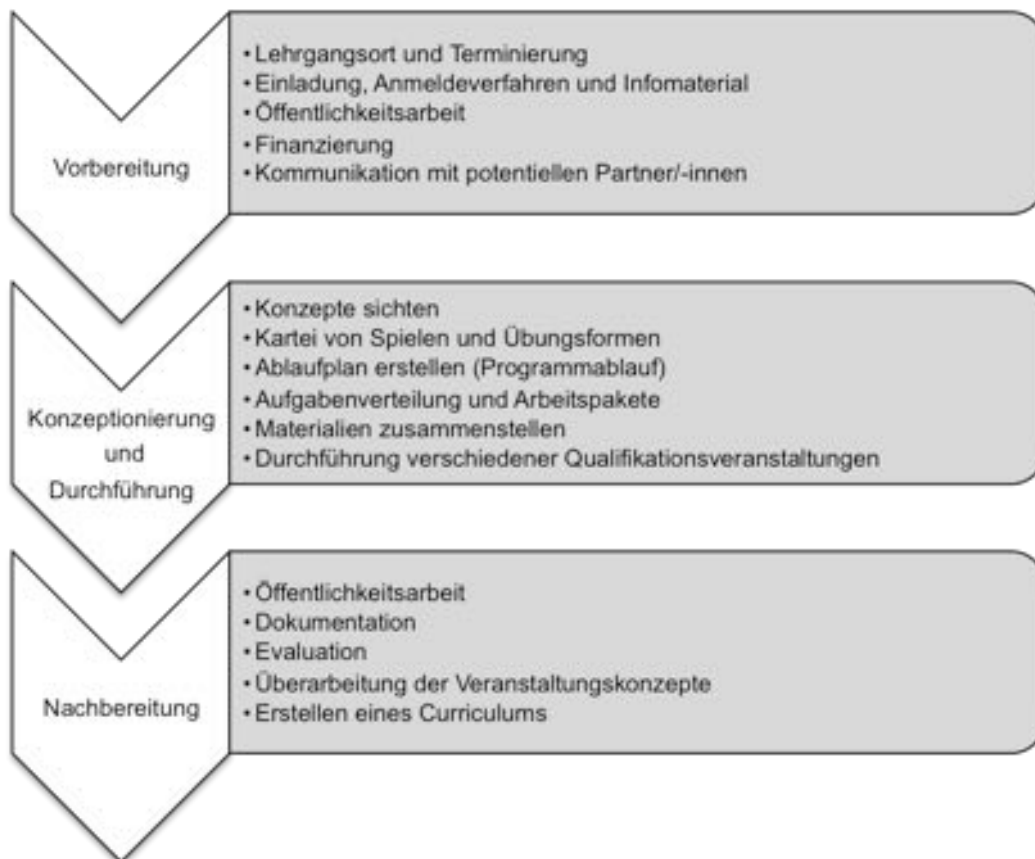 Vorbereitung
• Lehrgangsort und Terminierung
• Einladung, Anmeldeverfahren und Infomaterial
• Öffentlichkeitsarbeit
• Finanzierung
• Kommunikation mit potentiellen Partner/-innen
Konzeptionierung
und
Durchführung
• Konzepte sichten
• Kartei von Spielen und Übungsformen
• Ablaufplan erstellen (Programmablauf)
• Aufgabenverteilung und Arbeitspakete
• Materialien zusammenstellen
• Durchführung verschiedener Qualifikationsveranstaltungen
Nachbereitung
• Öffentlichkeitsarbeit
• Dokumentation
• Evaluation
• Überarbeitung der Veranstaltungskonzepte
• Erstellen eines Curriculums